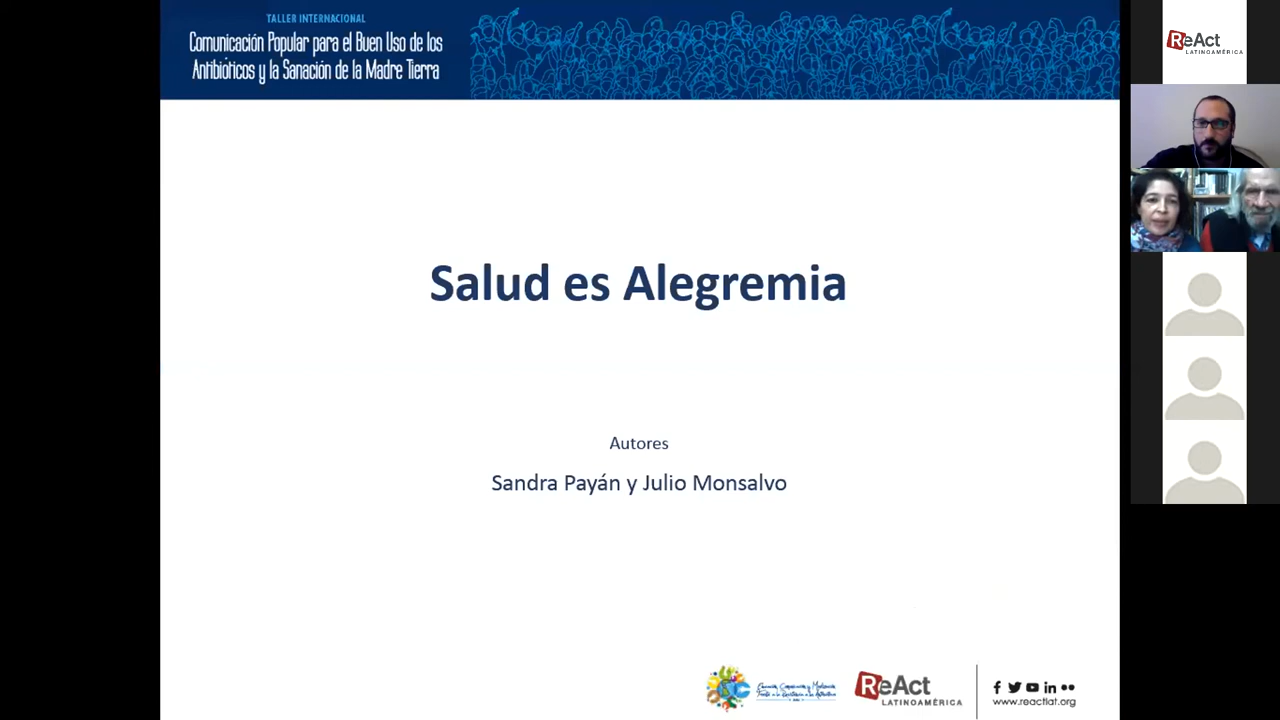 TALLER INTERNACIONAL
Comunicación Popular para el Buen Uso de los
Antibióticos y la Sanación de la Madre Tierra
ReAct
LATINOAMÉRICA
Salud es Alegremia
Autores
Sandra Payán y Julio Monsalvo
ReAct
LATINOAMÉRICA
www.reactlat.org